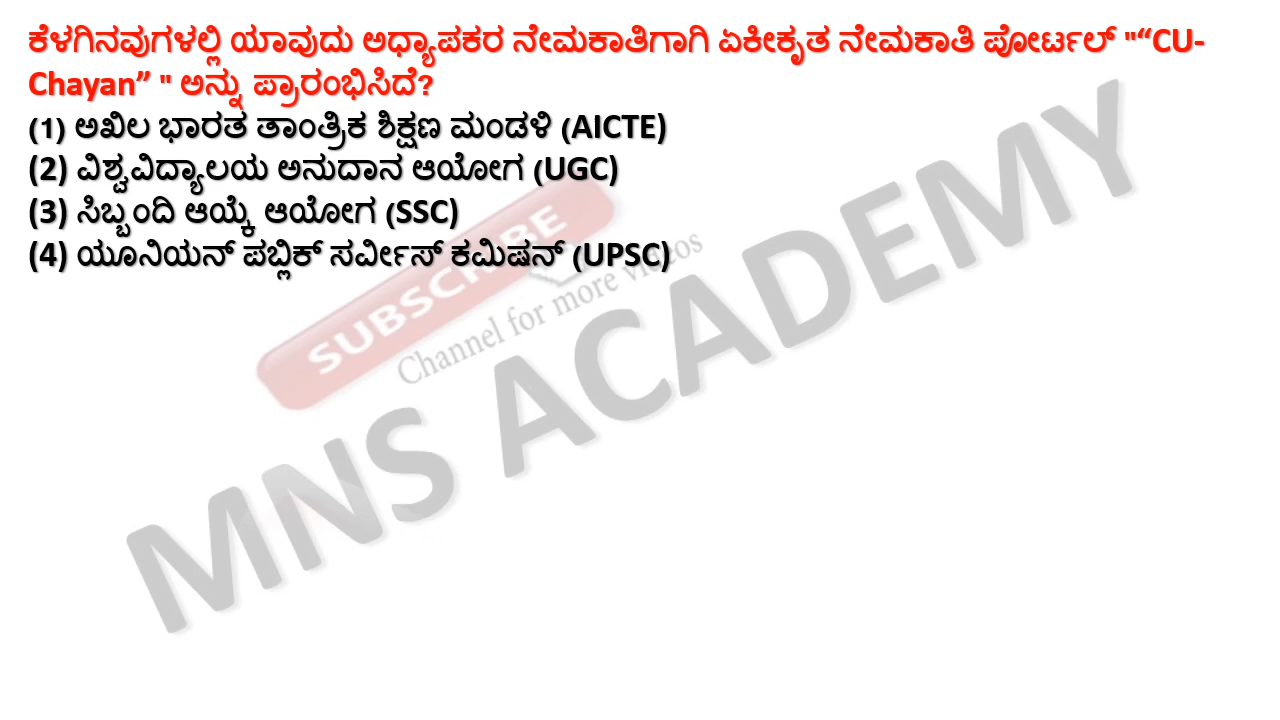 ಕೆಳಗಿನವುಗಳಲ್ಲಿ ಯಾವುದು ಅಧ್ಯಾಪಕರ ನೇಮಕಾತಿಗಾಗಿ ಏಕೀಕೃತ ನೇಮಕಾತಿ ಪೋರ್ಟಲ್ "“CU-
Chayan” " ಅನ್ನು ಪ್ರಾರಂಭಿಸಿದೆ?
(1) ಅಖಿಲ ಭಾರತ ತಾಂತ್ರಿಕ ಶಿಕ್ಷಣ ಮಂಡಳಿ (AICTE)
(2) ವಿಶ್ವವಿದ್ಯಾಲಯ ಅನುದಾನ ಆಯೋಗ (UGC)
(3) ಸಿಬ್ಬಂದಿ ಆಯ್ಕೆ ಆಯೋಗ (SSC)
(4) ಯೂನಿಯನ್ ಪಬ್ಲಿಕ್ ಸರ್ವೀಸ್ ಕಮಿಷನ್ (UPSC)
SUBSCRIBE
Channel for more videos
MNS ACADEMY